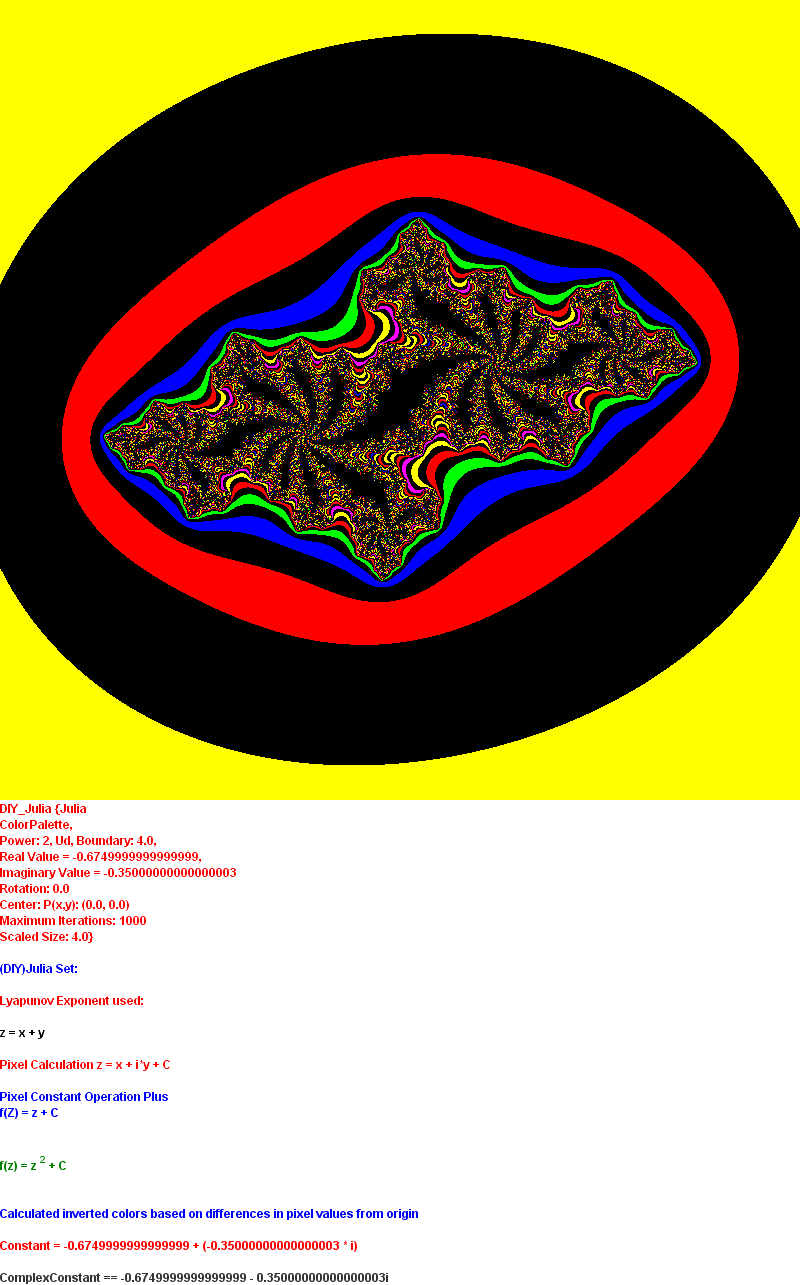 DIY_Julia {Julia
ColorPalette,
Power: 2, Ud, Boundary: 4.0,
Real Value = -0.6749999999999999,
Imaginary Value = -0.35000000000000003
Rotation: 0.0
Center: P(x,y): (0.0, 0.0)
Maximum Iterations: 1000
Scaled Size: 4.0}
(DIY)Julia Set:
Lyapunov Exponent used:
z = x + y
Pixel Calculation z = x + i*y + C
Pixel Constant Operation Plus
f(Z) = z + C
f(z) = z 2 + C
Calculated inverted colors based on differences in pixel values from origin
Constant = -0.6749999999999999 + (-0.35000000000000003 * i)
ComplexConstant == -0.6749999999999999 - 0.35000000000000003i